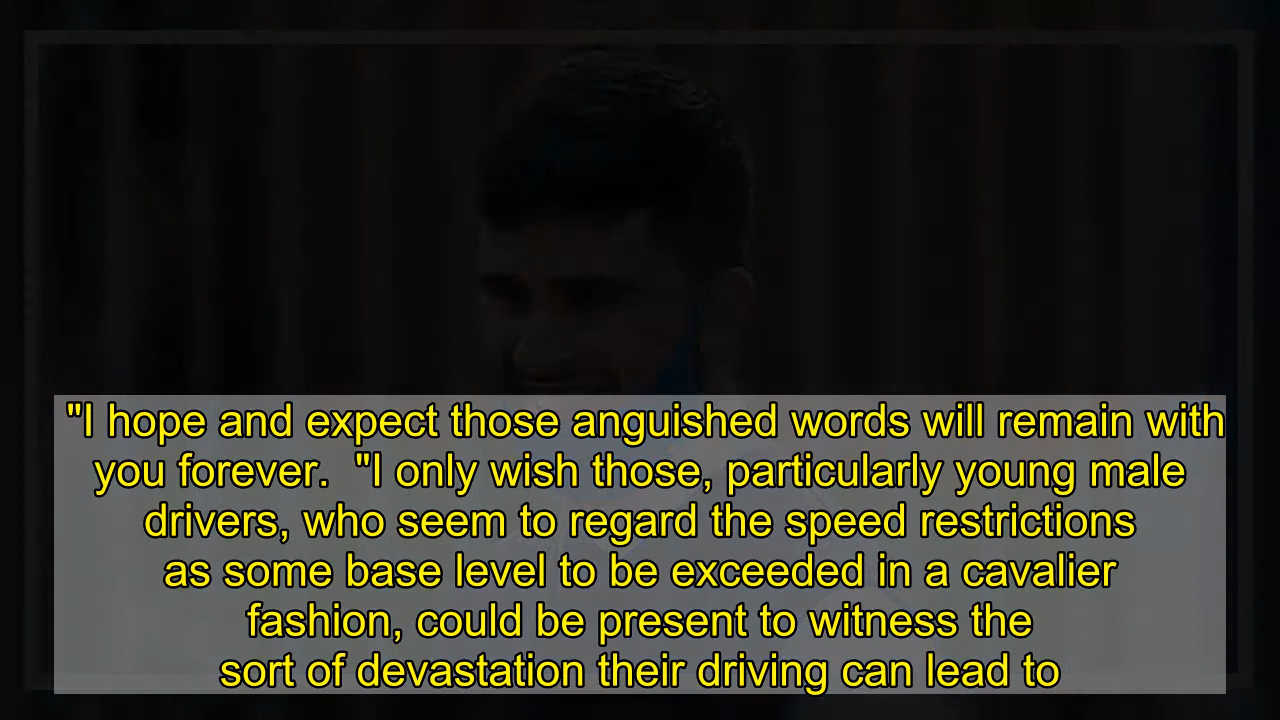 "I hope and expect those anguished words will remain with
you forever.  "I only wish those, particularly young male
drivers, who seem to regard the speed restrictions
as some base level to be exceeded in a cavalier
fashion, could be present to witness the
sort of devastation their driving can lead to